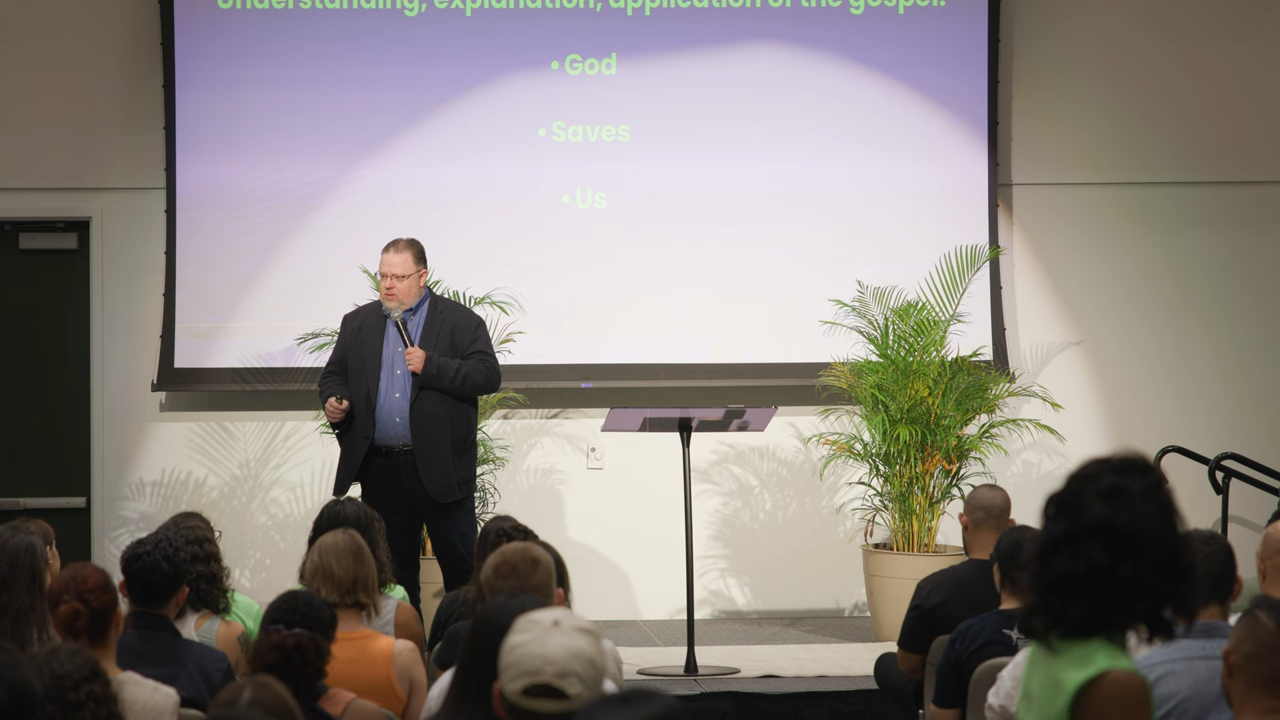 Understanding, explanation, application of the gospel.
• God
• Saves
• Us